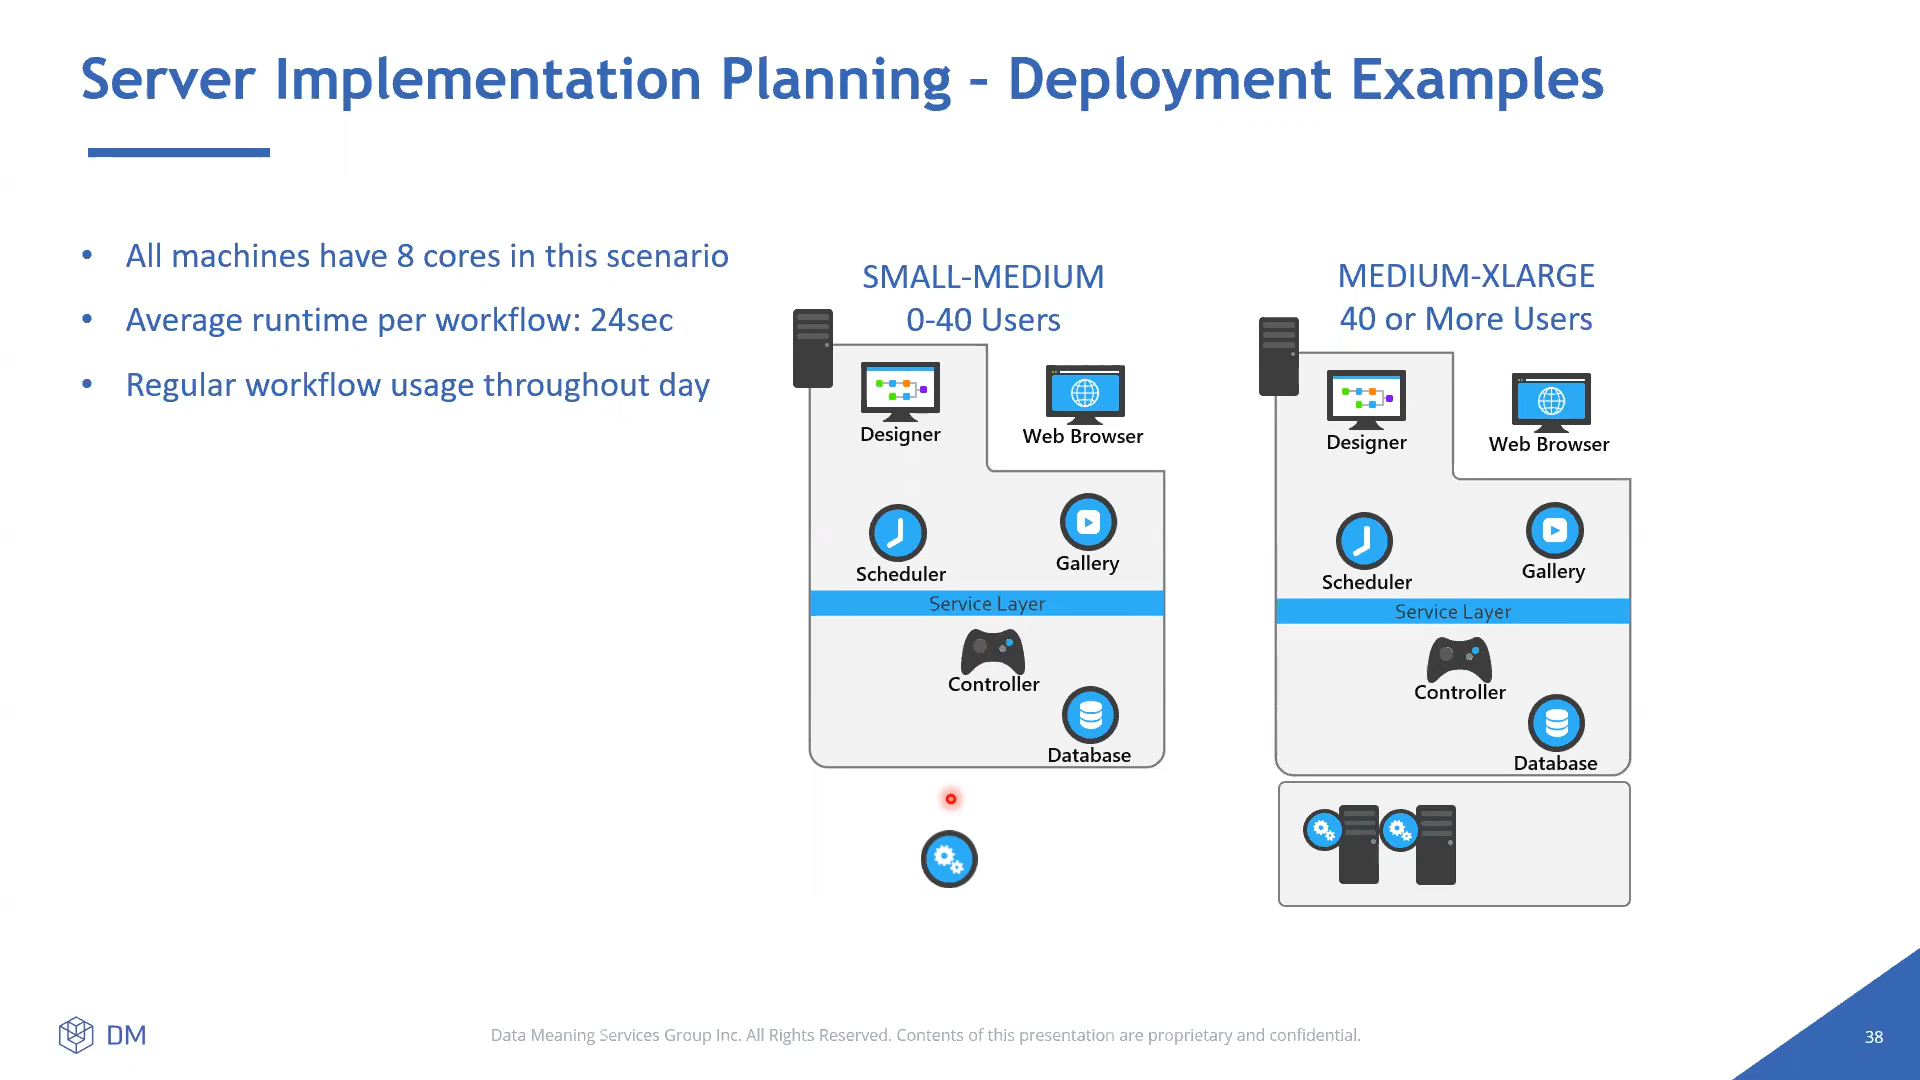 Server Implementation Planning – Deployment Examples
• All machines have 8 cores in this scenario
• Average runtime per workflow: 24sec
• Regular workflow usage throughout day
SMALL-MEDIUM
0-40 Users
Designer
Web Browser
Scheduler
Gallery
Service Layer
Controller
Database
MEDIUM-XLARGE
40 or More Users
Designer
Web Browser
Scheduler
Gallery
Service Layer
Controller
Database
DM
Data Meaning Services Group Inc. All Rights Reserved. Contents of this presentation are proprietary and confidential.
38